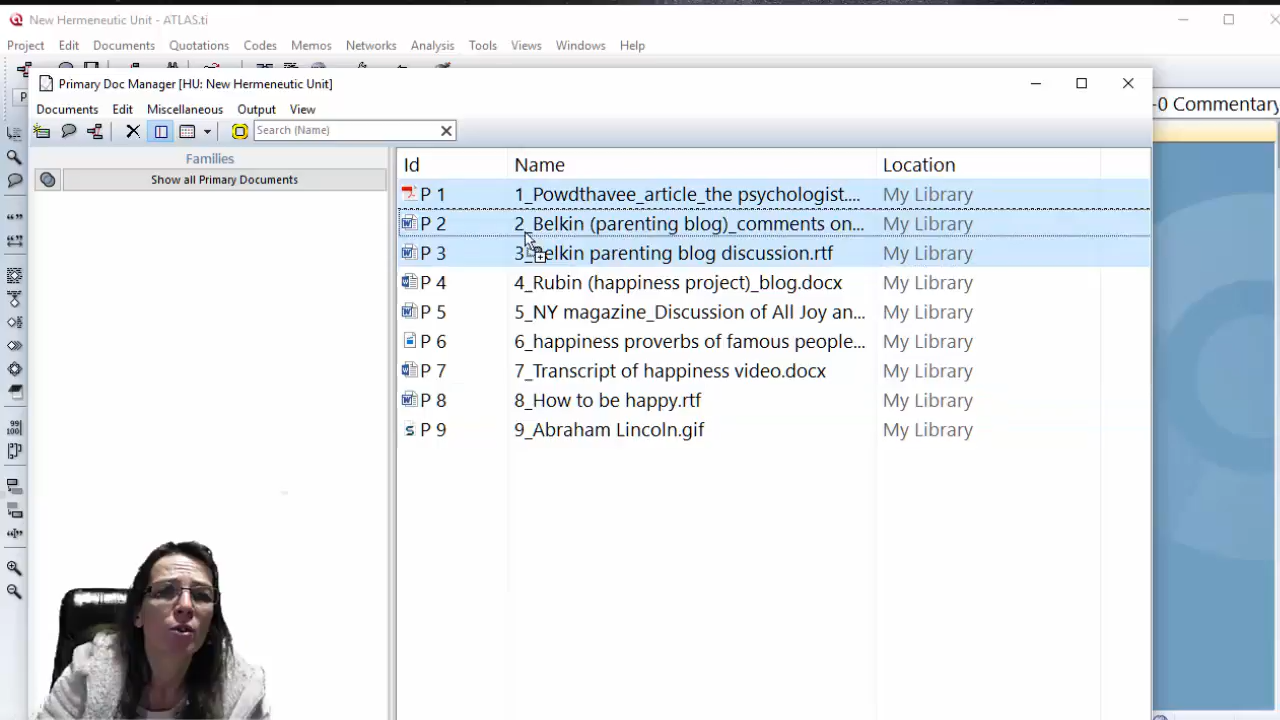 New Hermeneutic Unit - ATLAS.ti
Project Edit Documents Quotations Codes Memos Networks Analysis Tools Views Windows Help
Primary Doc Manager [HU: New Hermeneutic Unit]
-0 Commentary
Documents Edit Miscellaneous Output View
Search (Name)
Families
Show all Primary Documents
Id Name Location
P 1 1_Powdthavee_article_the psychologist.... My Library
P 2 2_Belkin (parenting blog)_comments on... My Library
P 3 3_Belkin parenting blog discussion.rtf My Library
P 4 4_Rubin (happiness project)_blog.docx My Library
P 5 5_NY magazine_Discussion of All Joy an... My Library
P 6 6_happiness proverbs of famous people... My Library
P 7 7_Transcript of happiness video.docx My Library
P 8 8_How to be happy.rtf My Library
P 9 9_Abraham Lincoln.gif My Library